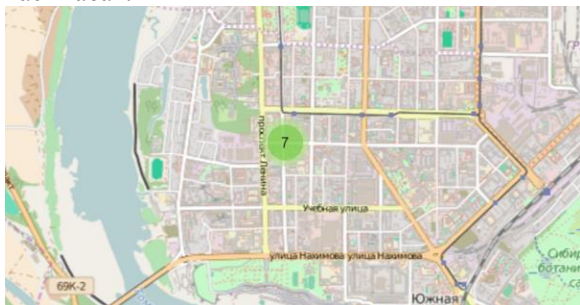 7
проспект Ленина
Учебная улица
улица Нахимова улица Нахимова
69К-2
Южная
Сибир
ботани